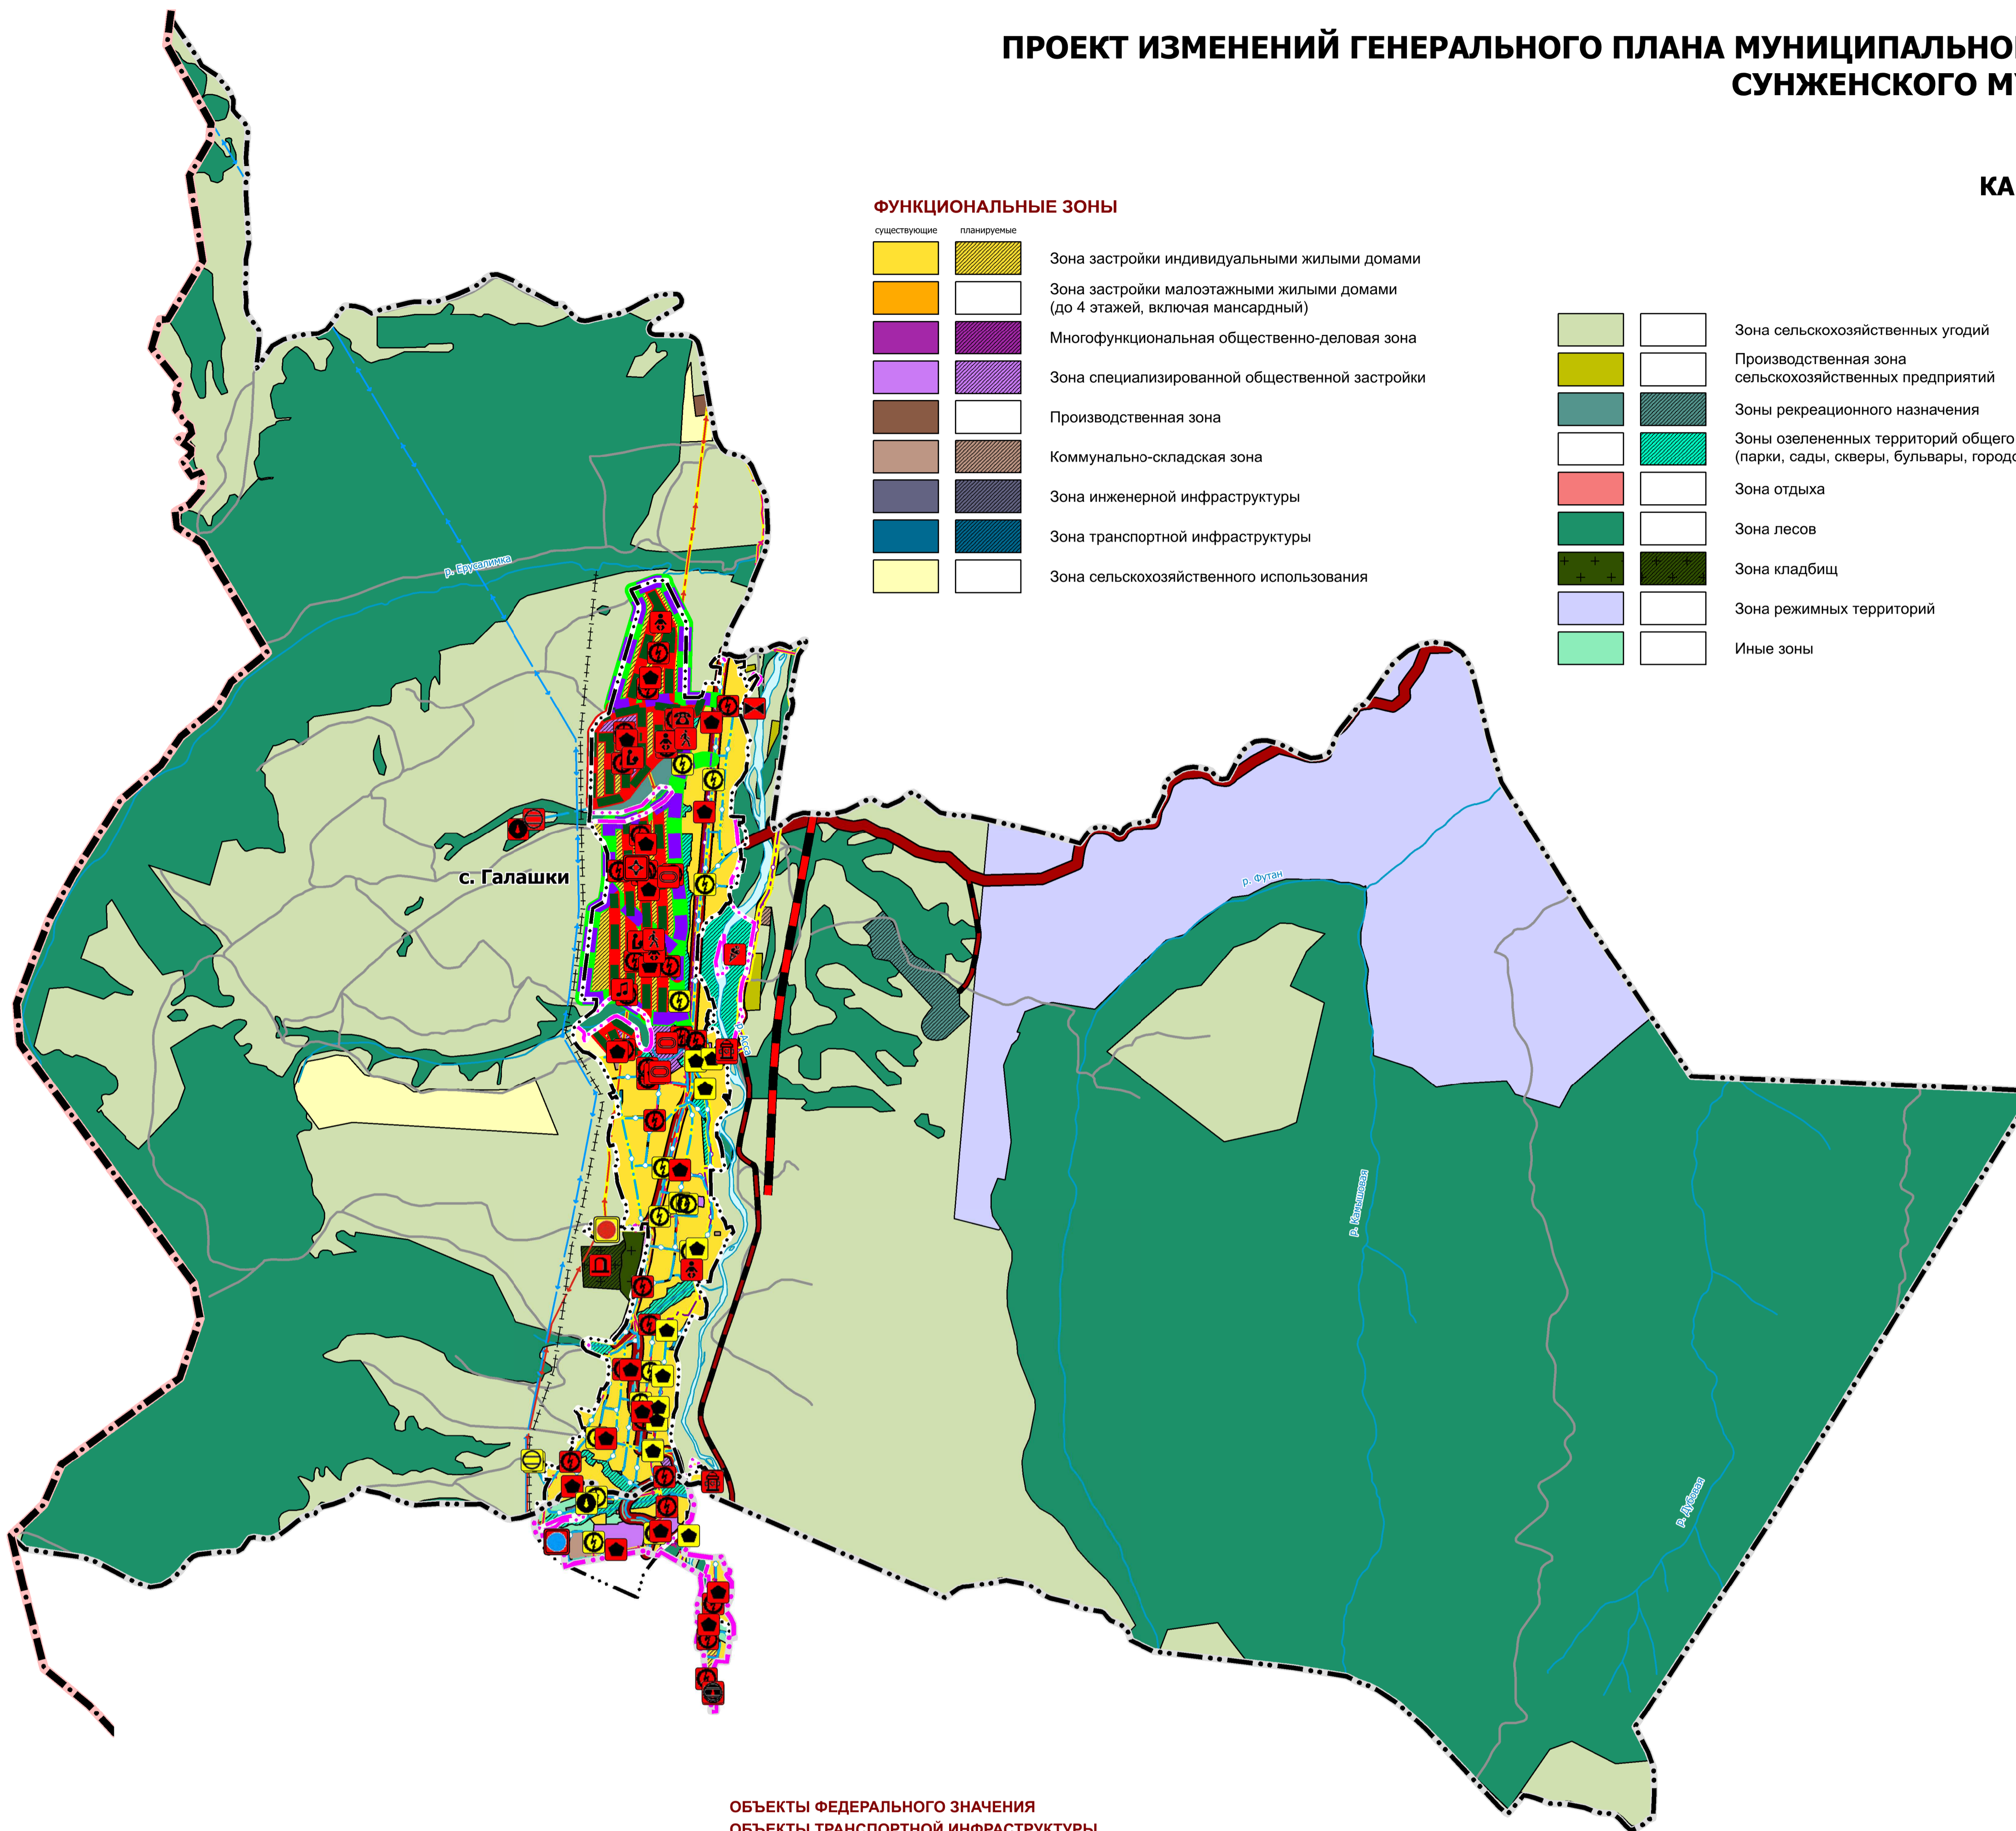 ПРОЕКТ ИЗМЕНЕНИЙ ГЕНЕРАЛЬНОГО ПЛАНА
СУНЖЕНСКОГО
ФУНКЦИОНАЛЬНЫЕ ЗОНЫ
существующие планируемые
Зона застройки индивидуальными жилыми домами
Зона застройки малоэтажными жилыми домами
(до 4 этажей, включая мансардный)
Многофункциональная общественно-деловая зона
Зона специализированной общественной застройки
Производственная зона
Коммунально-складская зона
Зона инженерной инфраструктуры
Зона транспортной инфраструктуры
Зона сельскохозяйственного использования
Зона сельскохозяйственных угодий
Производственная зона
сельскохозяйственных предприятий
Зоны рекреационного назначения
Зоны озелененных территорий общего
(парки, сады, скверы, бульвары,
Зона отдыха
Зона лесов
Зона кладбищ
Зона режимных территорий
Иные зоны
р. Ерусалимка
с. Галашки
р. Футан
р. Асса
р. Камышовая
р. Дубовая
ОБЪЕКТЫ ФЕДЕРАЛЬНОГО ЗНАЧЕНИЯ
ОБЪЕКТЫ ТРАНСПОРТНОЙ ИНФРАСТРУКТУРЫ